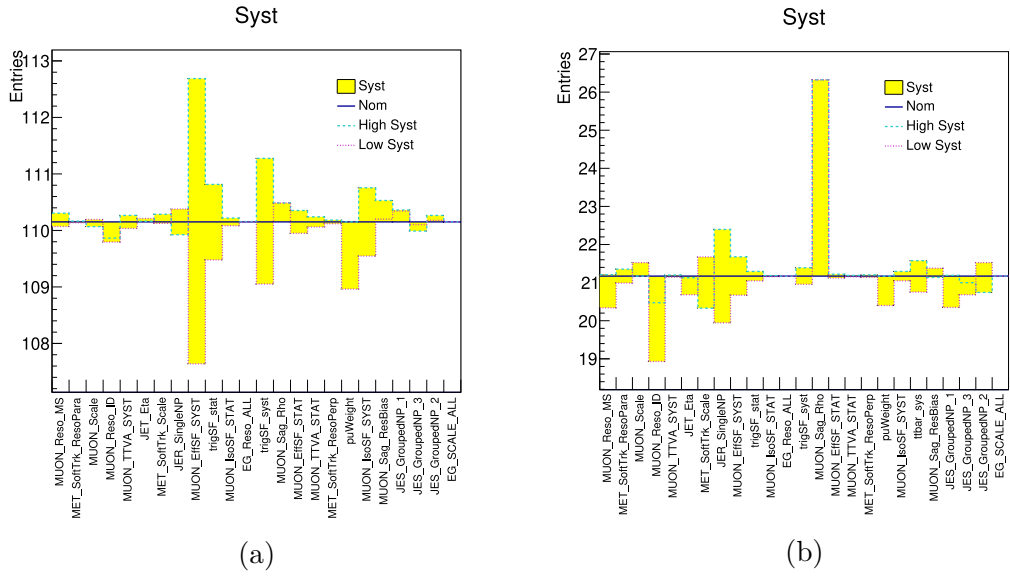 Syst
Entries
113
112
111
110
109
108
Syst
Nom
High Syst
Low Syst
MUON_Reso_MS
MET_SoftTrk_ResoPara
MUON_Scale
MUON_Reso_ID
MUON_TTVA_SYST
JET_Eta
MET_SoftTrk_Scale
JER_SingleNP
MUON_EffSF_SYST
trigSF_stat
MUON_IsoSF_STAT
EG_Reso_ALL
trigSF_syst
MUON_Sag_Rho
MUON_EffSF_STAT
MUON_TTVA_STAT
MET_SoftTrk_ResoPerp
puWeight
MUON_IsoSF_SYST
MUON_Sag_ResBias
JES_GroupedNP_1
JES_GroupedNP_3
JES_GroupedNP_2
EG_SCALE_ALL
(a)
Syst
Entries
27
26
25
24
23
22
21
20
19
Syst
Nom
High Syst
Low Syst
MUON_Reso_MS
MET_SoftTrk_ResoPara
MUON_Scale
MUON_Reso_ID
MUON_TTVA_SYST
JET_Eta
MET_SoftTrk_Scale
JER_SingleNP
MUON_EffSF_SYST
trigSF_stat
MUON_IsoSF_STAT
EG_Reso_ALL
trigSF_syst
MUON_Sag_Rho
MUON_EffSF_STAT
MUON_TTVA_STAT
MET_SoftTrk_ResoPerp
puWeight
MUON_IsoSF_SYST
ttbar_sys
MUON_Sag_ResBias
JES_GroupedNP_1
JES_GroupedNP_3
JES_GroupedNP_2
EG_SCALE_ALL
(b)